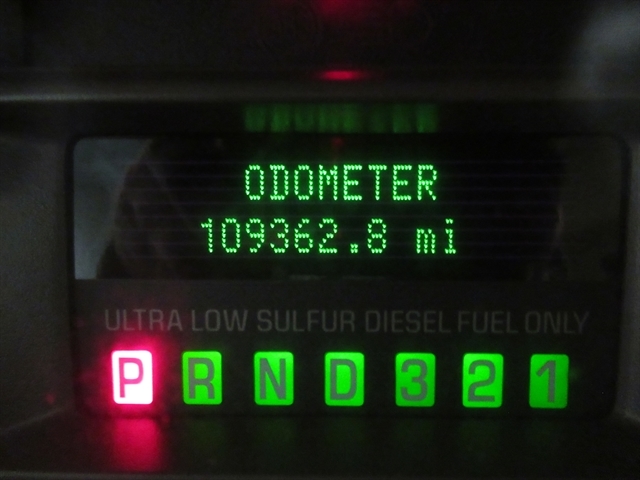 ODOMETER
109362.8 mi
ULTRA LOW SULFUR DIESEL FUEL ONLY
P R N D 3 2 1